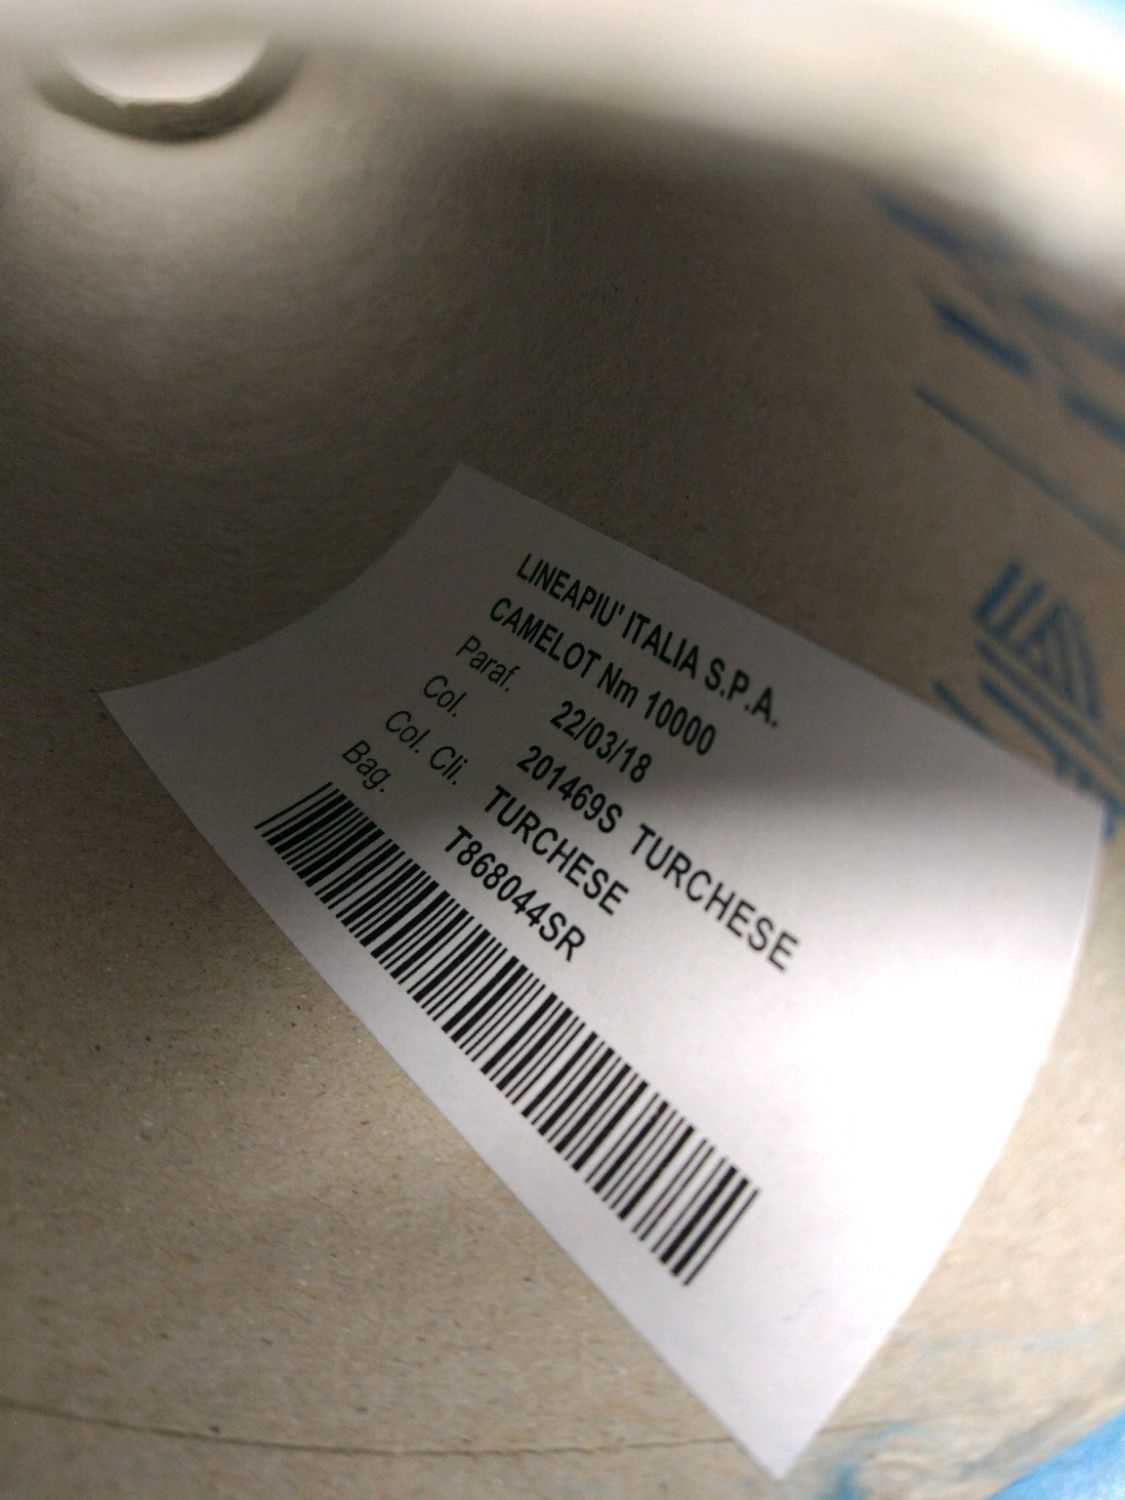 LINEAPIU' ITALIA S.P.A.
CAMELOT Nm 10000
Paraf. 22/03/18
Col. 201469S TURCHESE
Col. Cli. TURCHESE
Bag. T868044SR